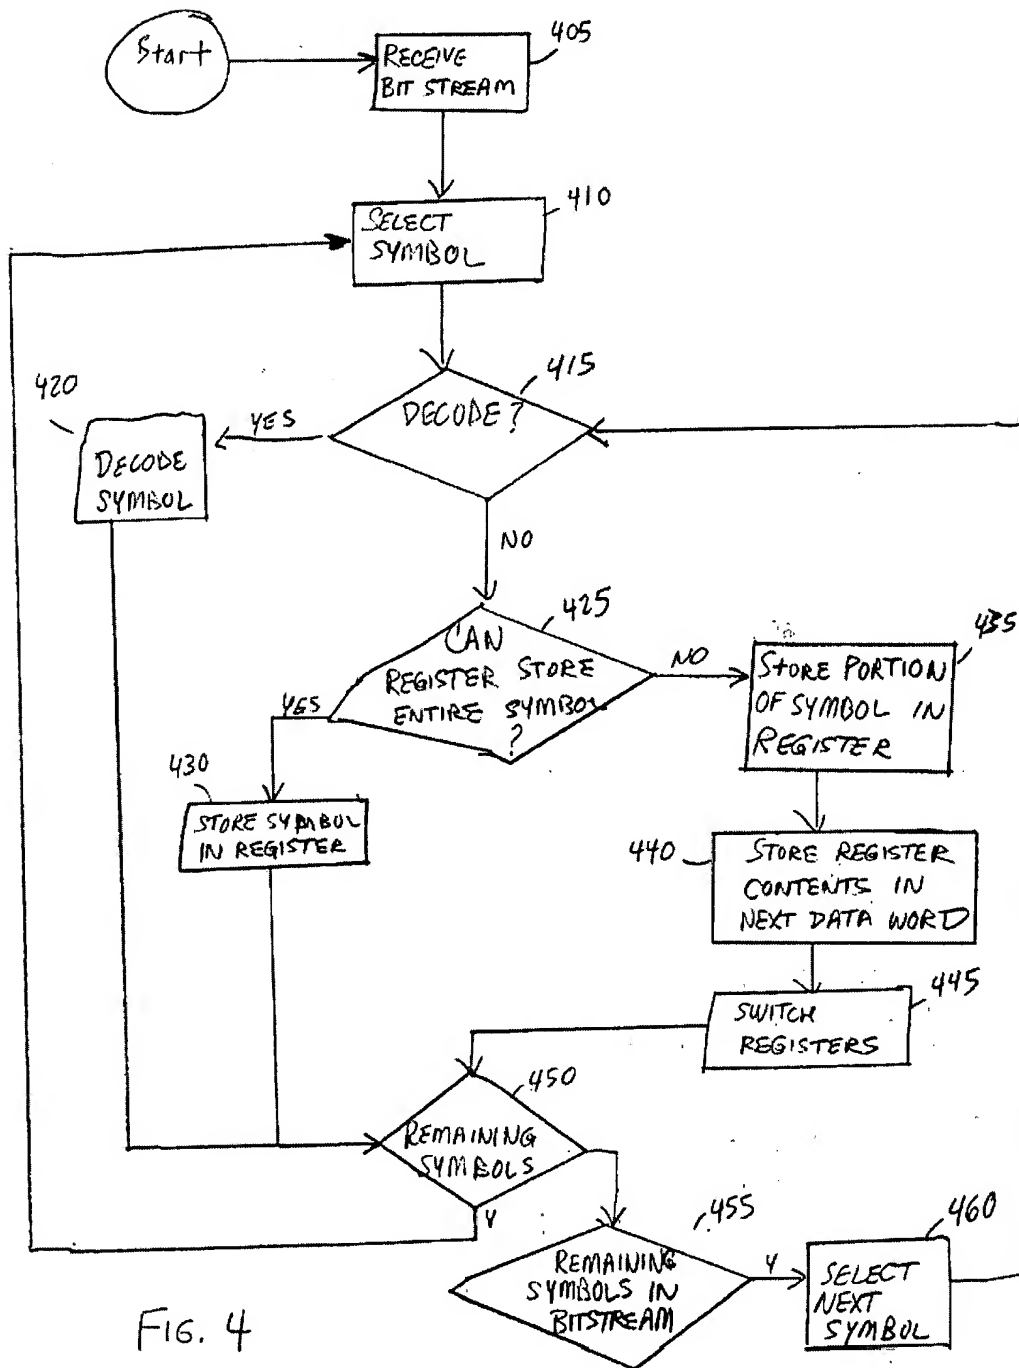 Start
RECEIVE
BIT STREAM
405
SELECT
SYMBOL
410
DECODE?
415
420
YES
DECODE
SYMBOL
NO
425
CAN
REGISTER STORE
ENTIRE SYMBOL
?
NO
435
STORE PORTION
OF SYMBOL IN
REGISTER
YES
430
STORE SYMBOL
IN REGISTER
440
STORE REGISTER
CONTENTS IN
NEXT DATA WORD
445
SWITCH
REGISTERS
450
REMAINING
SYMBOLS
Y
455
REMAINING
SYMBOLS IN
BITSTREAM
Y
460
SELECT
NEXT
SYMBOL
FIG. 4